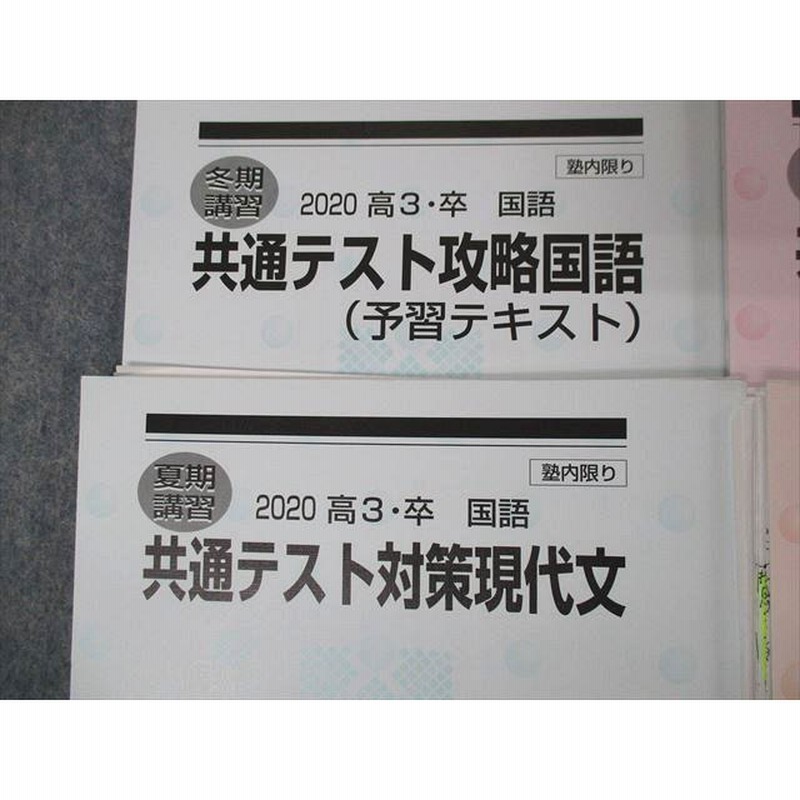 塾内限り
冬期
講習
2020 高3・卒 国語
共通テスト攻略国語
(予習テキスト)
塾内限り
夏期
講習
2020 高3・卒 国語
共通テスト対策現代文